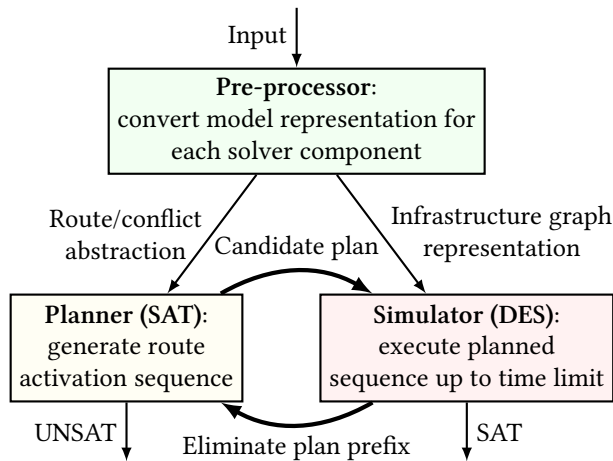 Input
Pre-processor:
convert model representation for
each solver component
Route/conflict
abstraction
Infrastructure graph
representation
Candidate plan
Planner (SAT):
generate route
activation sequence
Simulator (DES):
execute planned
sequence up to time limit
UNSAT
Eliminate plan prefix
SAT